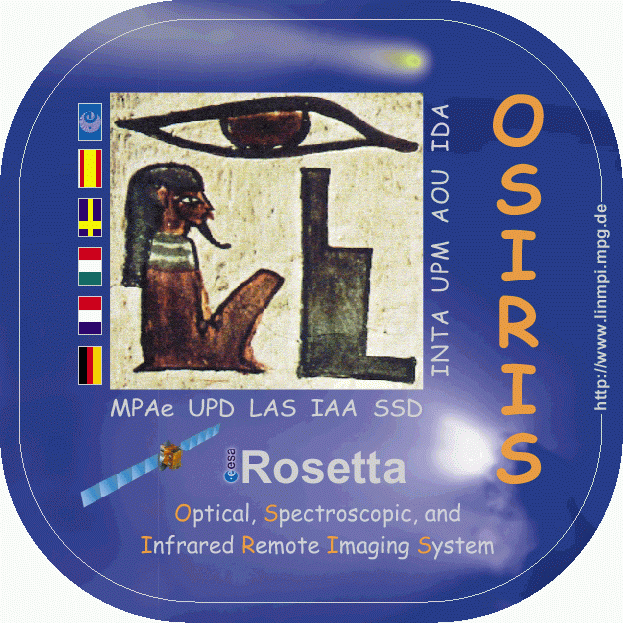 OSIRIS
INTA UPM AOU IDA
http://www.linmpi.mpg.de
MPAe UPD LAS IAA SSD
esa Rosetta
Optical, Spectroscopic, and
Infrared Remote Imaging System